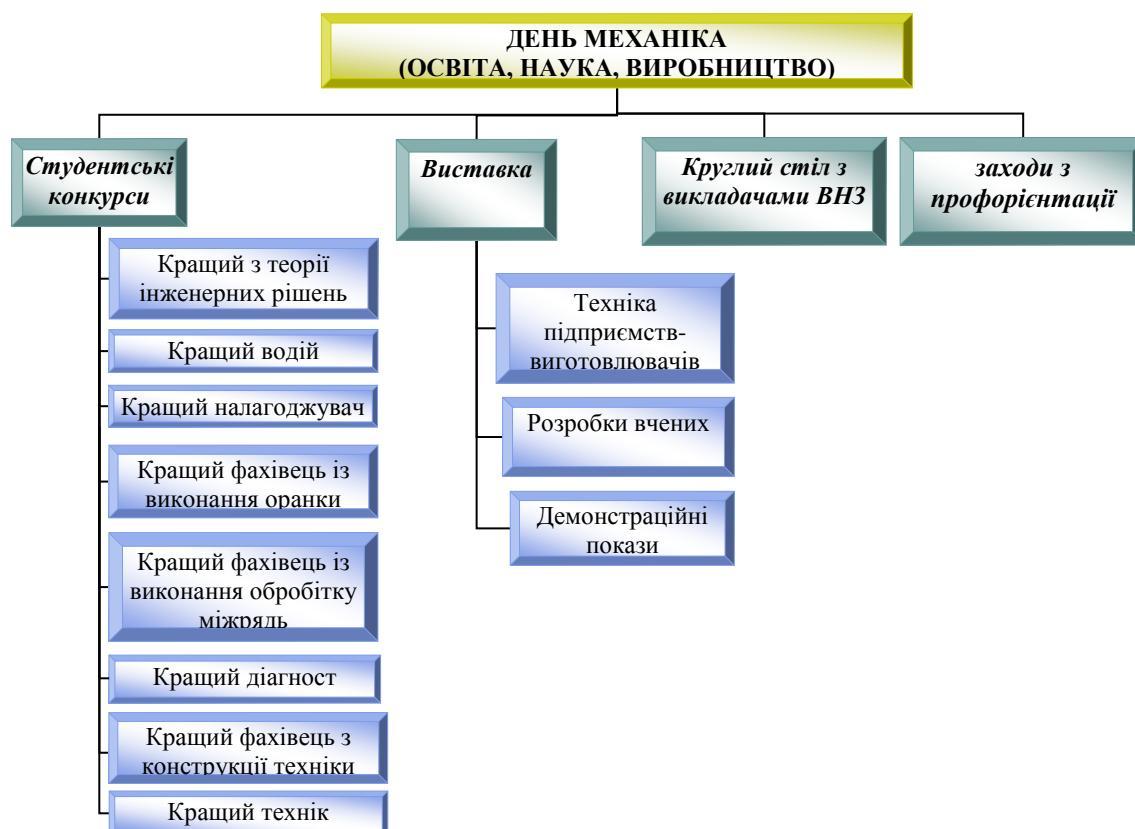 ДЕНЬ МЕХАНІКА
(ОСВІТА, НАУКА, ВИРОБНИЦТВО)
Студентські
конкурси
Виставка
Круглий стіл з
викладачами ВНЗ
заходи з
профорієнтації
Кращий з теорії
інженерних рішень
Кращий водій
Кращий налагоджувач
Кращий фахівець із
виконання оранки
Кращий фахівець із
виконання обробітку
міжрядь
Кращий діагност
Кращий фахівець з
конструкції техніки
Кращий технік
Техніка
підприємств-
виготовлювачів
Розробки вчених
Демонстраційні
покази